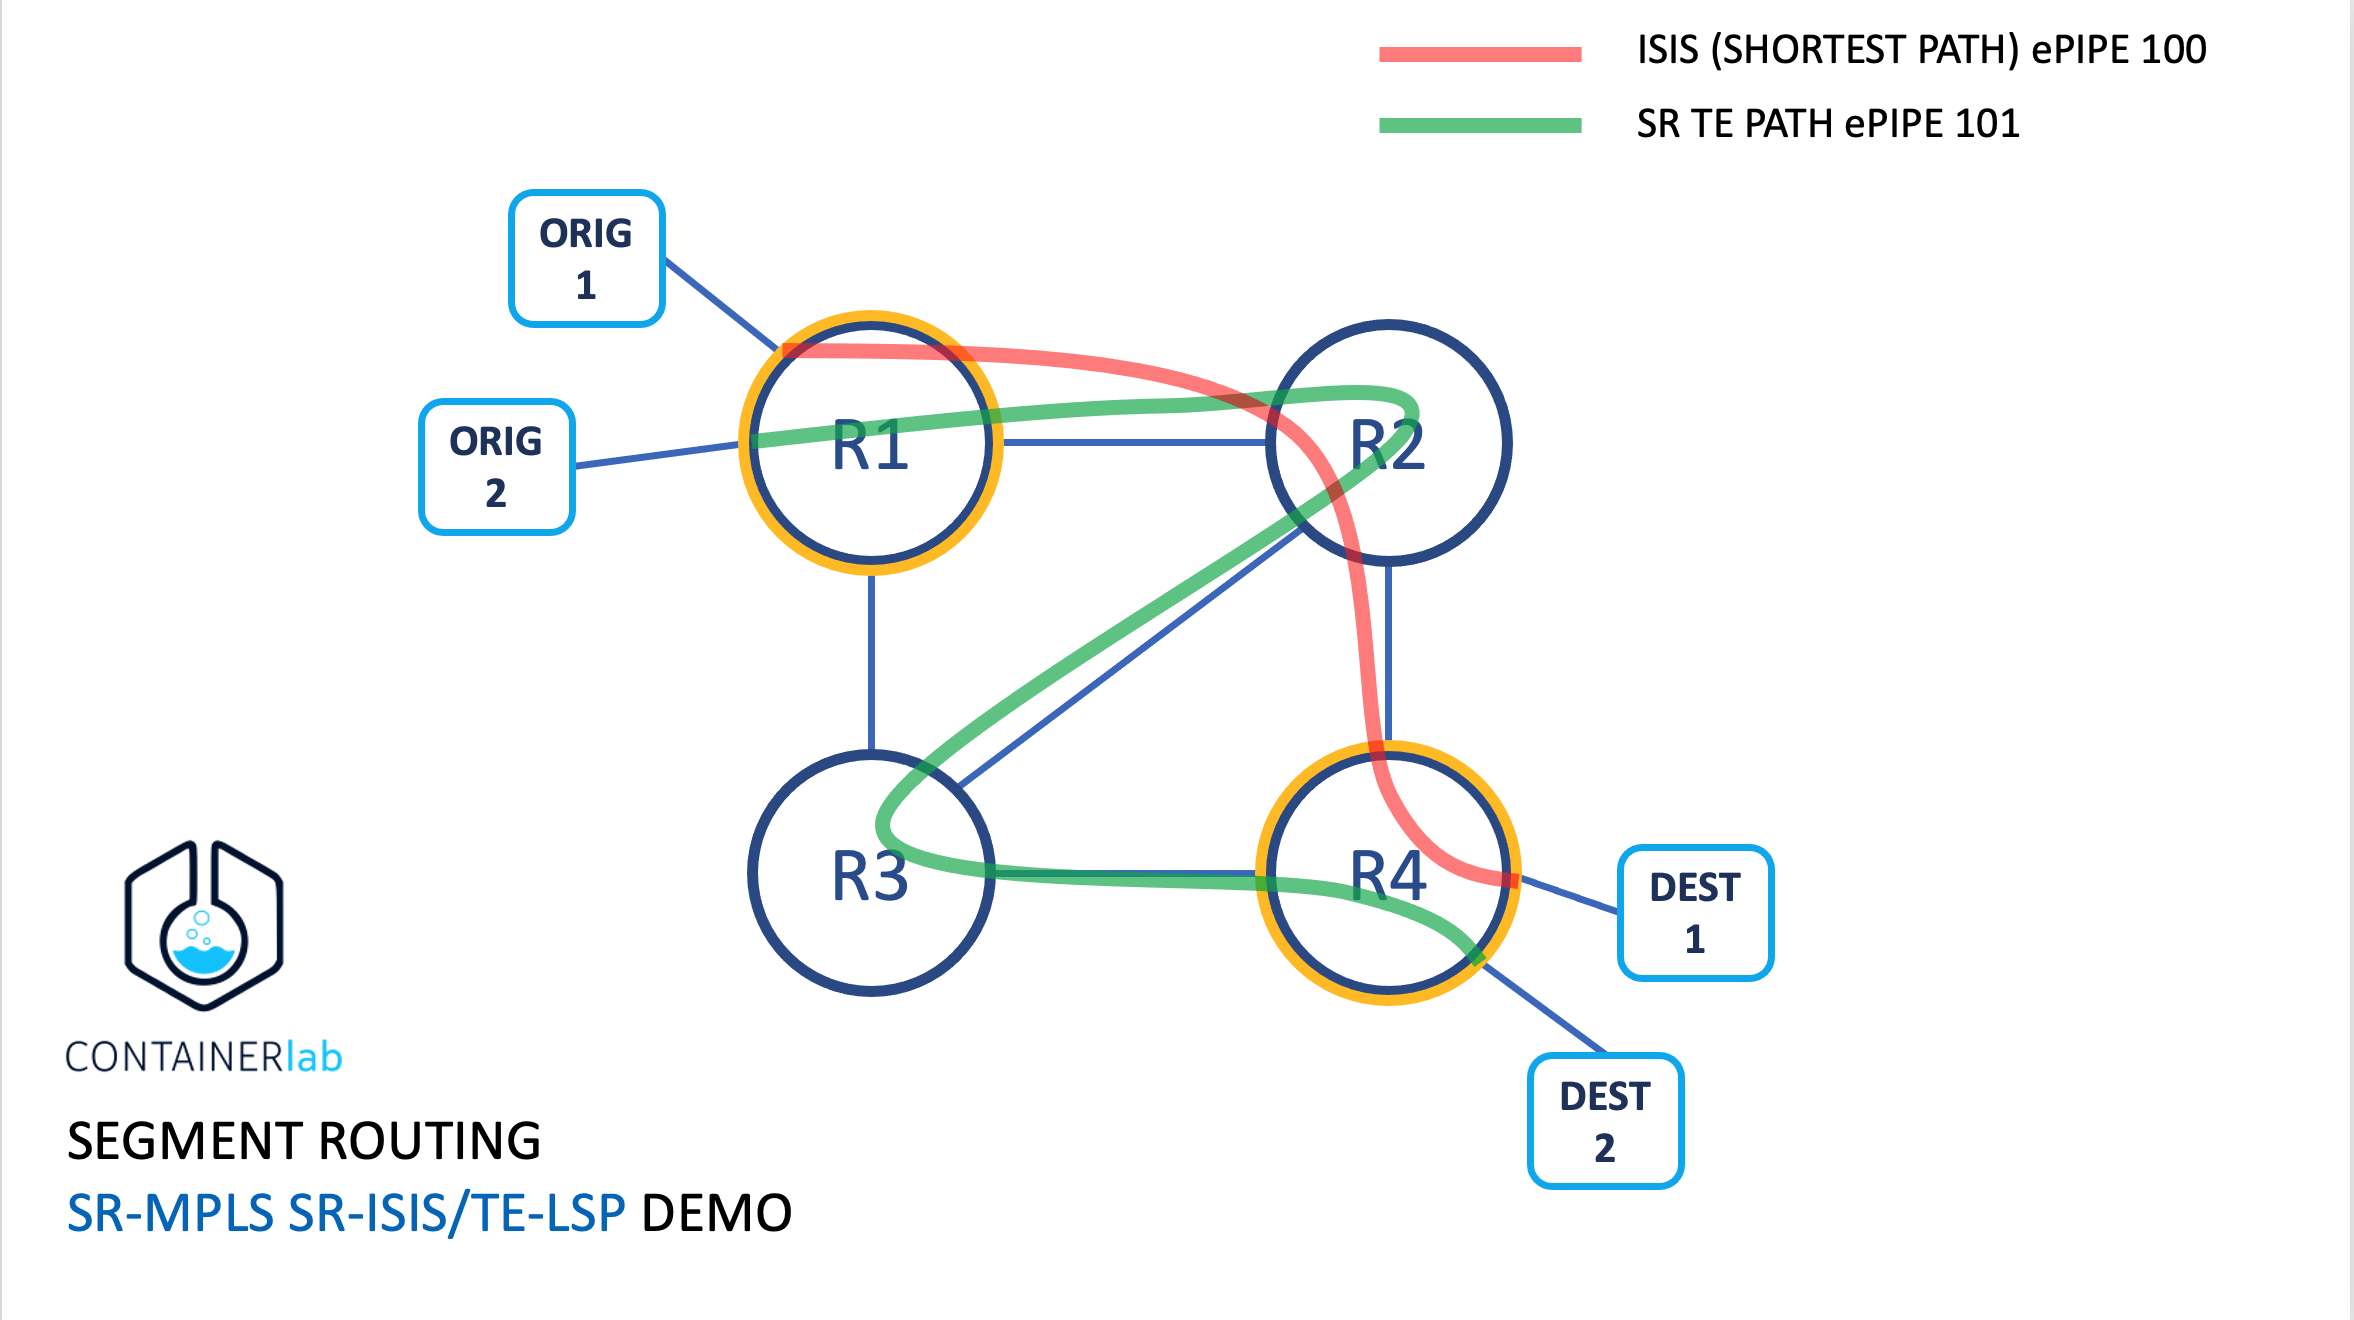 ISIS (SHORTEST PATH) ePIPE 100
SR TE PATH ePIPE 101
ORIG
1
ORIG
2
R1
R2
R3
R4
DEST
1
DEST
2
CONTAINERlab
SEGMENT ROUTING
SR-MPLS SR-ISIS/TE-LSP DEMO